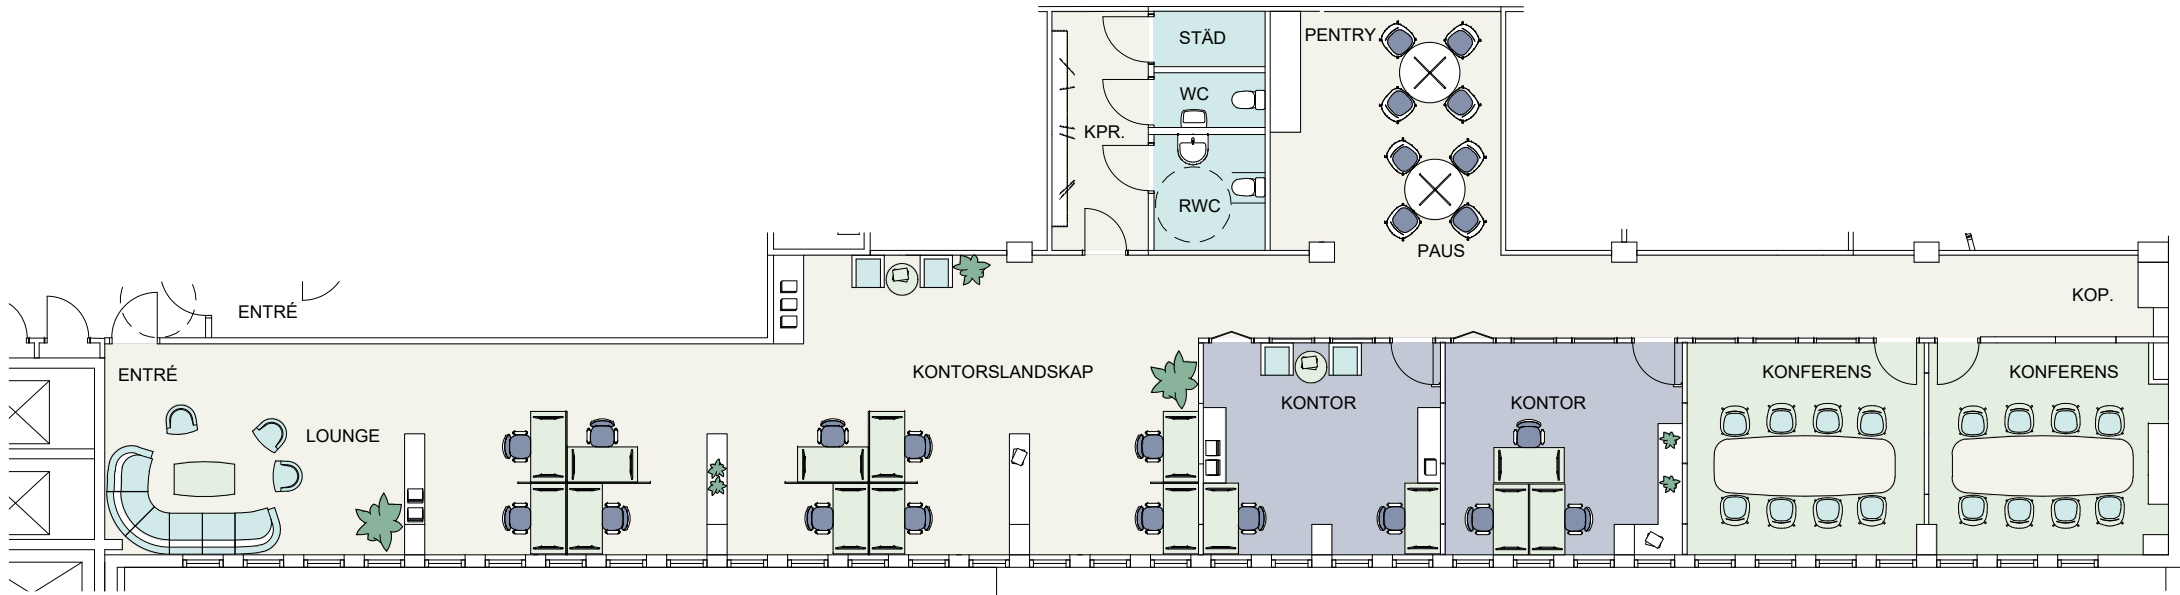 STÄD
PENTRY
WC
KPR.
RWC
PAUS
ENTRÉ
KOP.
ENTRÉ
KONTORSLANDSKAP
KONFERENS
KONFERENS
KONTOR
KONTOR
LOUNGE